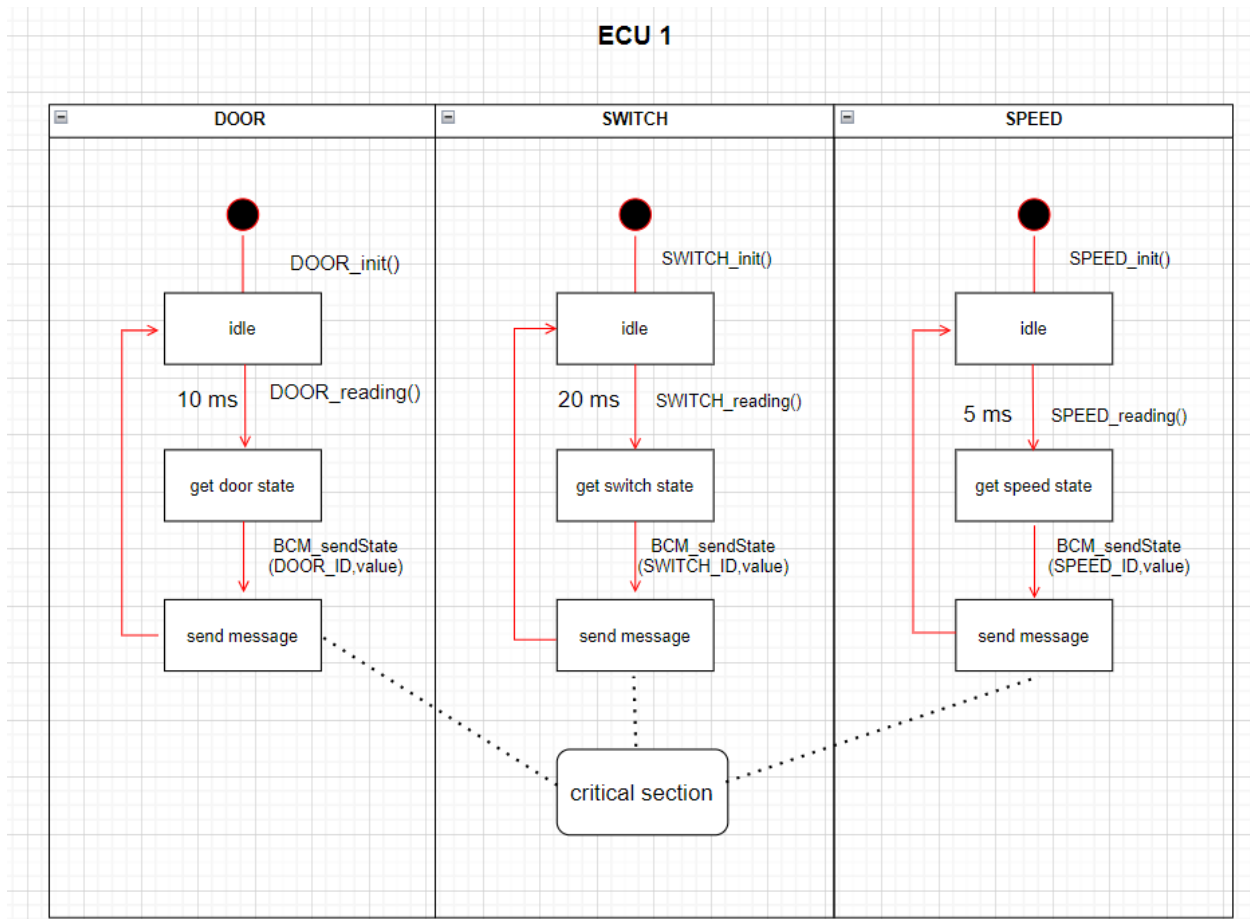 ECU 1
DOOR
SWITCH
SPEED
DOOR_init()
SWITCH_init()
SPEED_init()
idle
idle
idle
10 ms
DOOR_reading()
20 ms
SWITCH_reading()
5 ms
SPEED_reading()
get door state
get switch state
get speed state
BCM_sendState
(DOOR_ID,value)
BCM_sendState
(SWITCH_ID,value)
BCM_sendState
(SPEED_ID,value)
send message
send message
send message
critical section